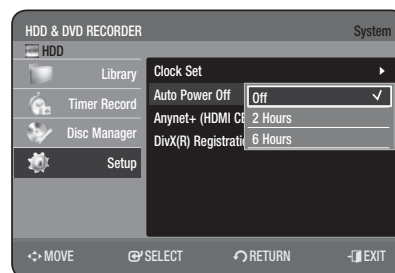 HDD & DVD RECORDER System
HDD
Library
Timer Record
Disc Manager
Setup
Clock Set
Auto Power Off
Anynet+ (HDMI
DivX(R)
Off
2 Hours
6 Hours
MOVE SELECT RETURN EXIT